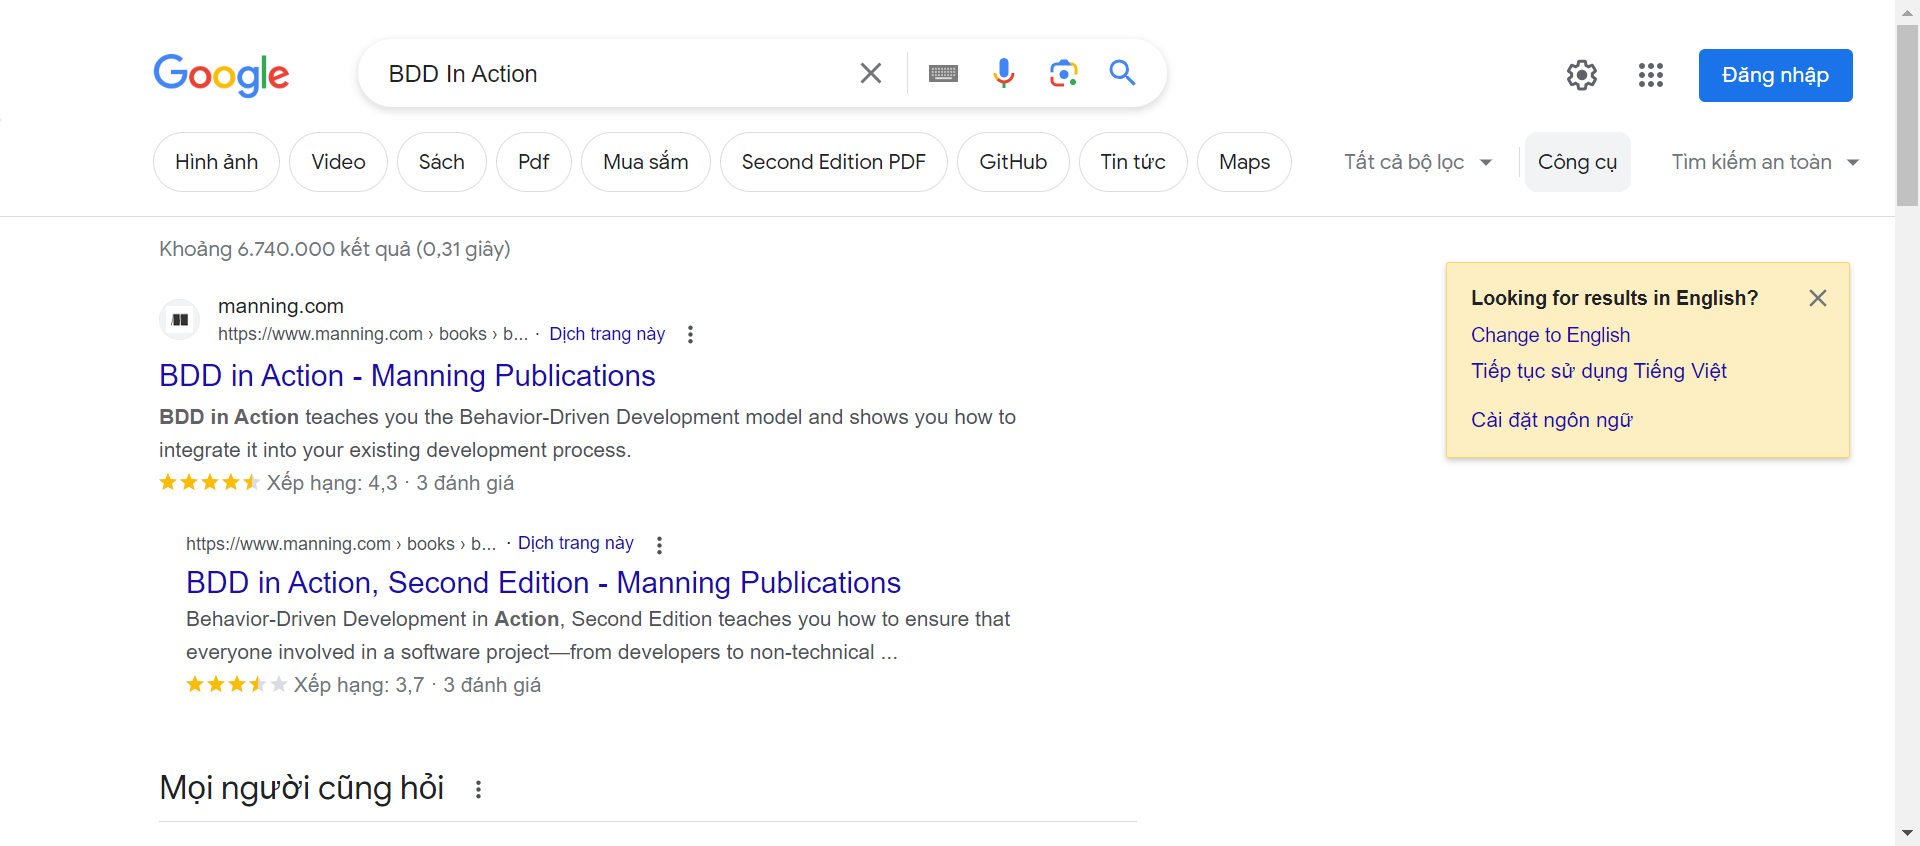 Google
BDD In Action
Đăng nhập
Hình ảnh
Video
Sách
Pdf
Mua sắm
Second Edition PDF
GitHub
Tin tức
Maps
Tất cả bộ lọc
Công cụ
Tìm kiếm an toàn
Khoảng 6.740.000 kết quả (0,31 giây)
manning.com
https://www.manning.com › books › b... · Dịch trang này
BDD in Action - Manning Publications
BDD in Action teaches you the Behavior-Driven Development model and shows you how to
integrate it into your existing development process.
Xếp hạng: 4,3 · 3 đánh giá
https://www.manning.com › books › b... · Dịch trang này
BDD in Action, Second Edition - Manning Publications
Behavior-Driven Development in Action, Second Edition teaches you how to ensure that
everyone involved in a software project—from developers to non-technical ...
Xếp hạng: 3,7 · 3 đánh giá
Mọi người cũng hỏi
Looking for results in English?
Change to English
Tiếp tục sử dụng Tiếng Việt
Cài đặt ngôn ngữ